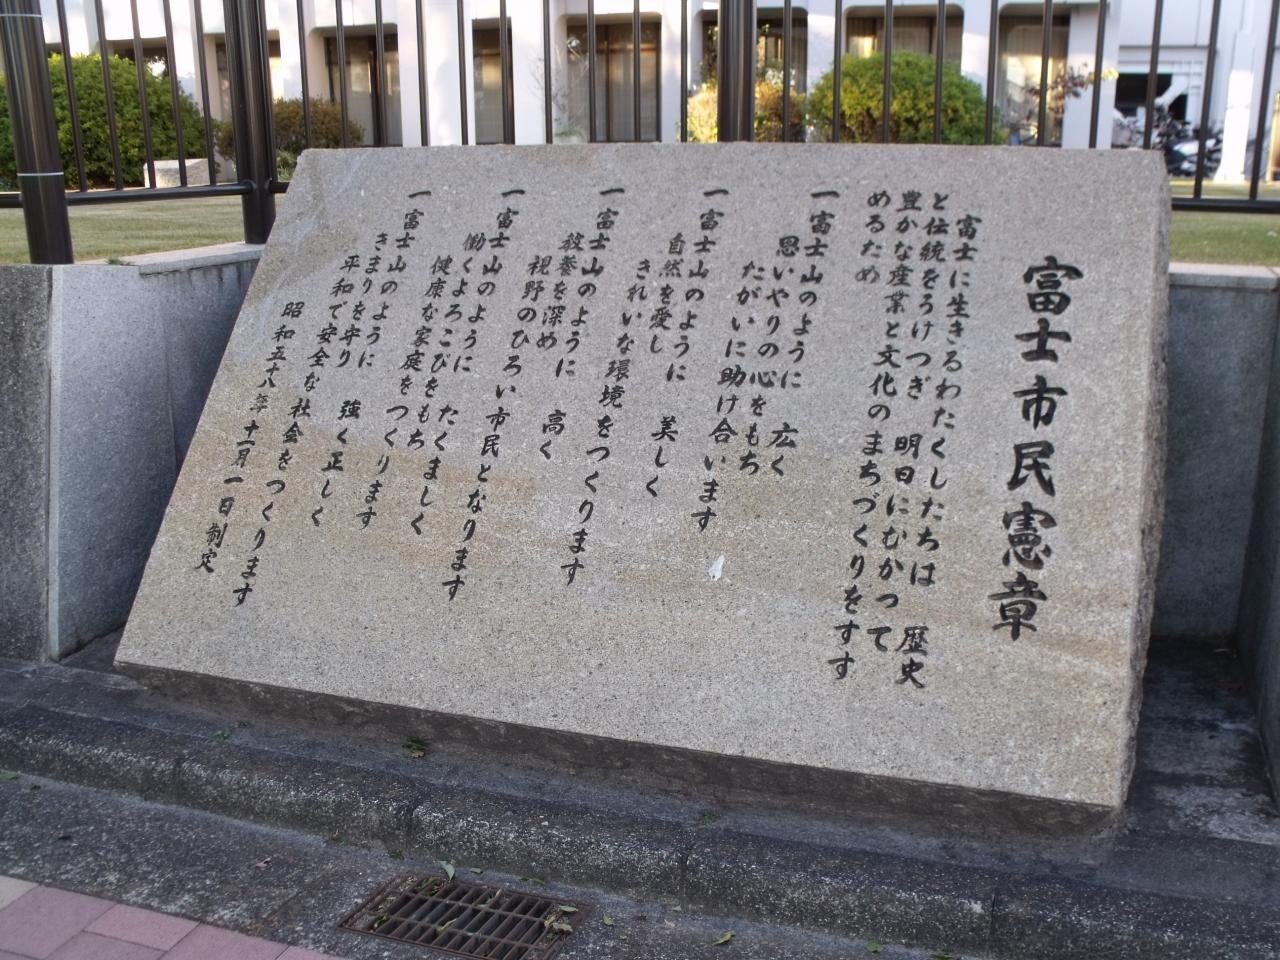 富士市民憲章
富士に生きるわたくしたちは 歴史
と伝統をうけつぎ 明日にむかって
豊かな産業と文化のまちづくりをすす
めるため
一 富士山のように 広く
思いやりの心をもち
たがいに助け合います
一 富士山のように 美しく
自然を愛し
きれいな環境をつくります
一 富士山のように 高く
教養を深め
視野のひろい市民となります
一 富士山のように たくましく
働くよろこびをもち
健康な家庭をつくります
一 富士山のように 強く正しく
きまりを守り
平和で安全な社会をつくります
昭和五十八年十一月一日制定